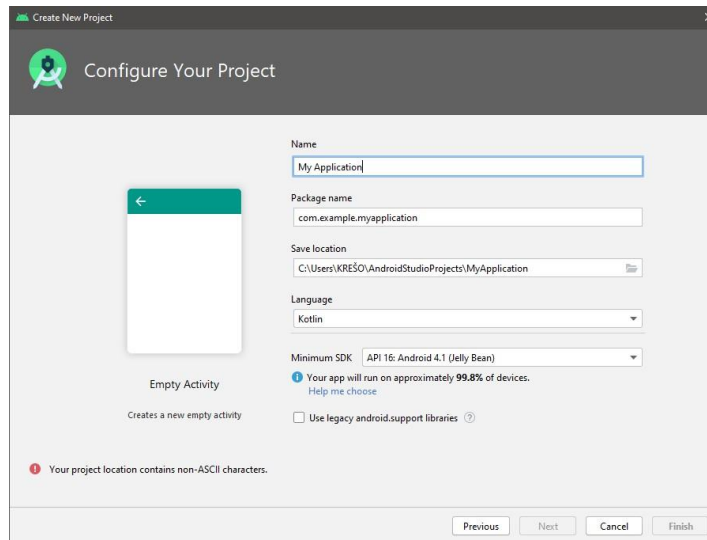 Create New Project
Configure Your Project
Name
My Application
Package name
com.example.myapplication
Save location
C:\Users\KREŠO\AndroidStudioProjects\MyApplication
Language
Kotlin
Minimum SDK API 16: Android 4.1 (Jelly Bean)
Your app will run on approximately 99.8% of devices.
Help me choose
Use legacy android.support libraries ?
Empty Activity
Creates a new empty activity
Your project location contains non-ASCII characters.
Previous Next Cancel Finish